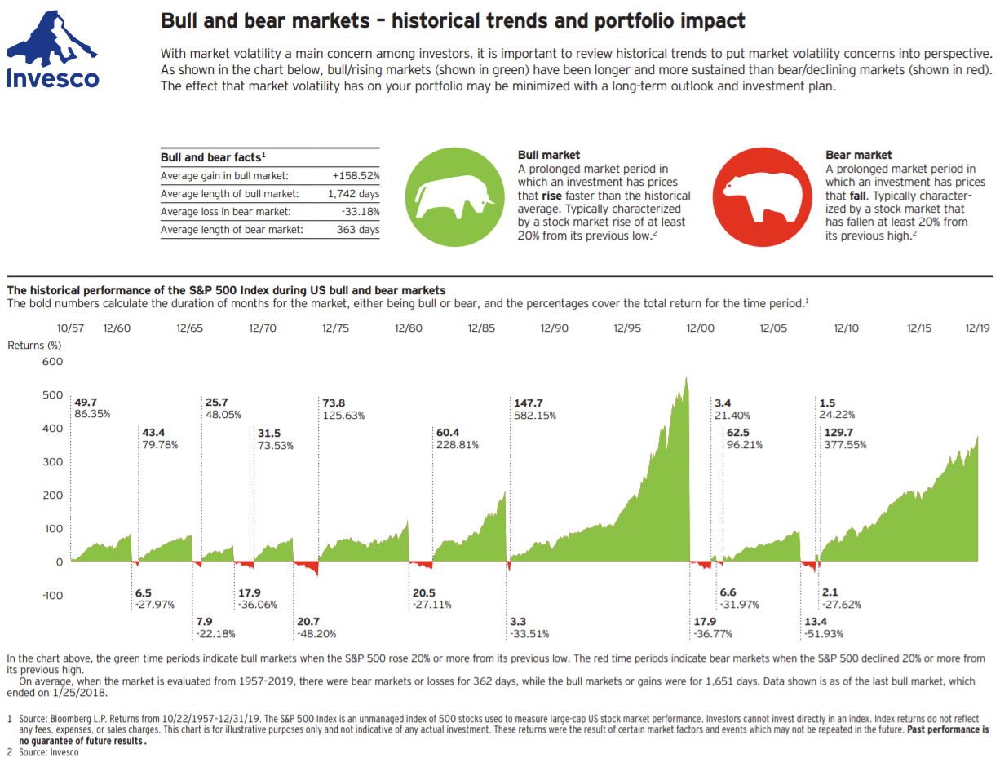 Invesco
Bull and bear markets – historical trends and portfolio impact
With market volatility a main concern among investors, it is important to review historical trends to put market volatility concerns into perspective.
As shown in the chart below, bull/rising markets (shown in green) have been longer and more sustained than bear/declining markets (shown in red).
The effect that market volatility has on your portfolio may be minimized with a long-term outlook and investment plan.
Bull and bear facts1
Average gain in bull market: +158.52%
Average length of bull market: 1,742 days
Average loss in bear market: -33.18%
Average length of bear market: 363 days
Bull market
A prolonged market period in
which an investment has prices
that rise faster than the historical
average. Typically characterized
by a stock market rise of at least
20% from its previous low.2
Bear market
A prolonged market period in
which an investment has prices
that fall. Typically character-
ized by a stock market that
has fallen at least 20% from
its previous high.2
The historical performance of the S&P 500 Index during US bull and bear markets
The bold numbers calculate the duration of months for the market, either being bull or bear, and the percentages cover the total return for the time period.1
10/57 12/60 12/65 12/70 12/75 12/80 12/85 12/90 12/95 12/00 12/05 12/10 12/15 12/19
Returns (%)
600
500
400
300
200
100
0
-100
49.7
86.35%
43.4
79.78%
25.7
48.05%
31.5
73.53%
73.8
125.63%
60.4
228.81%
147.7
582.15%
3.4
21.40%
62.5
96.21%
1.5
24.22%
129.7
377.55%
6.5
-27.97%
7.9
-22.18%
17.9
-36.06%
20.7
-48.20%
20.5
-27.11%
3.3
-33.51%
17.9
-36.77%
6.6
-31.97%
13.4
-51.93%
2.1
-27.62%
In the chart above, the green time periods indicate bull markets when the S&P 500 rose 20% or more from its previous low. The red time periods indicate bear markets when the S&P 500 declined 20% or more from
its previous high.
On average, when the market is evaluated from 1957–2019, there were bear markets or losses for 362 days, while the bull markets or gains were for 1,651 days. Data shown is as of the last bull market, which
ended on 1/25/2018.
1 Source: Bloomberg L.P. Returns from 10/22/1957–12/31/19. The S&P 500 Index is an unmanaged index of 500 stocks used to measure large-cap US stock market performance. Investors cannot invest directly in an index. Index returns do not reflect
any fees, expenses, or sales charges. This chart is for illustrative purposes only and not indicative of any actual investment. These returns were the result of certain market factors and events which may not be repeated in the future. Past performance is
no guarantee of future results.
2 Source: Invesco